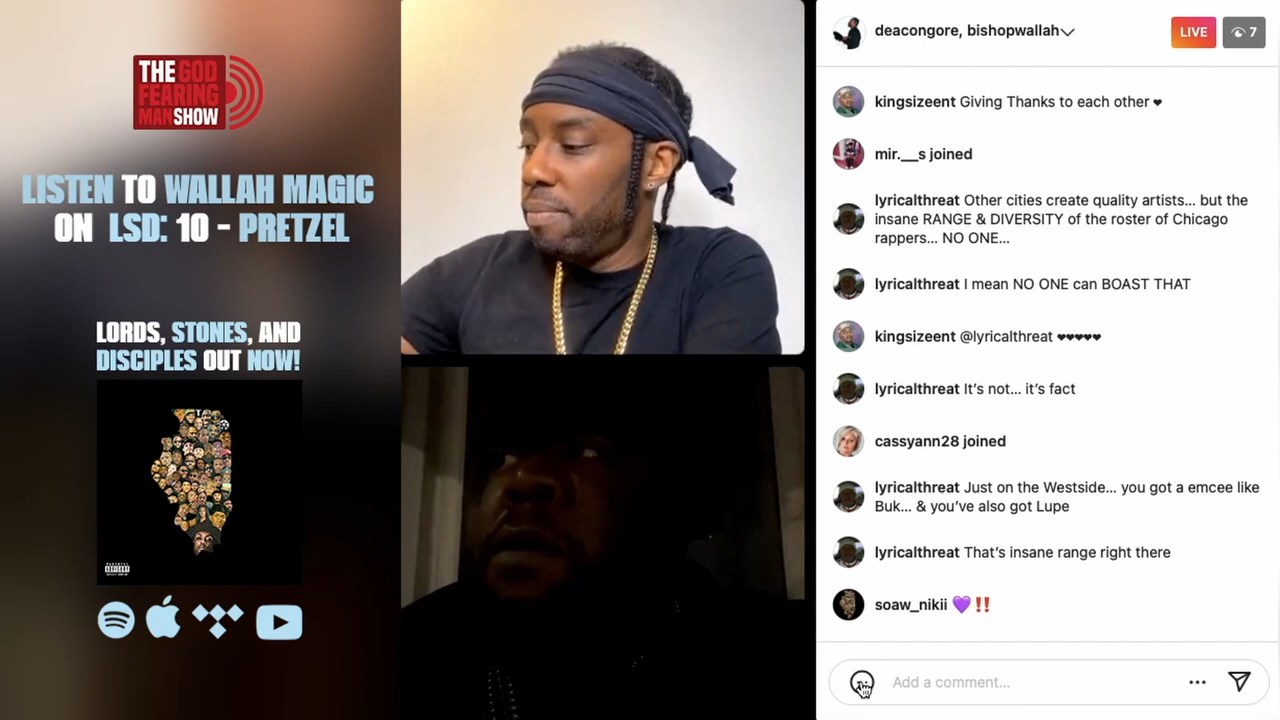 THE GOD
FEARING
MAN SHOW
LISTEN TO WALLAH MAGIC
ON LSD: 10 - PRETZEL
LORDS, STONES, AND
DISCIPLES OUT NOW!
deacongore, bishopwallah
LIVE
7
kingsizeent Giving Thanks to each other ❤
mir.__s joined
lyricalthreat Other cities create quality artists... but the
insane RANGE & DIVERSITY of the roster of Chicago
rappers... NO ONE...
lyricalthreat I mean NO ONE can BOAST THAT
kingsizeent @lyricalthreat ❤❤❤❤❤
lyricalthreat It’s not... it’s fact
cassyann28 joined
lyricalthreat Just on the Westside... you got a emcee like
Buk... & you’ve also got Lupe
lyricalthreat That’s insane range right there
soaw_nikii 💜‼️
Add a comment...